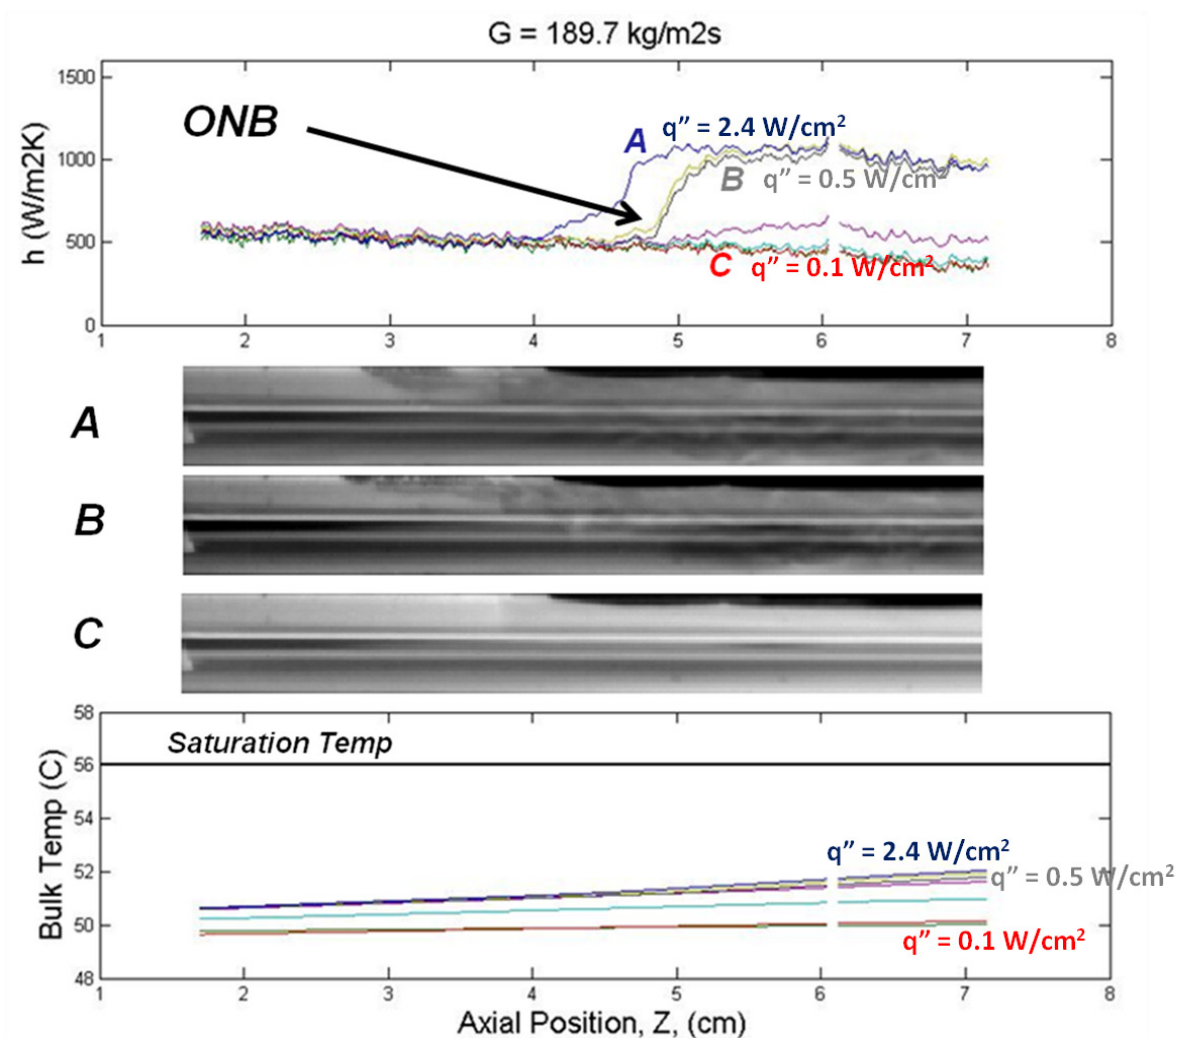 G = 189.7 kg/m2s
1500
1000
500
0
h (W/m2K)
ONB
A q” = 2.4 W/cm²
B q” = 0.5 W/cm
C q” = 0.1 W/cm²
1 2 3 4 5 6 7 8
A
B
C
58
56
54
52
50
48
Bulk Temp (C)
Saturation Temp
q” = 2.4 W/cm²
q” = 0.5 W/cm²
q” = 0.1 W/cm²
1 2 3 4 5 6 7 8
Axial Position, Z, (cm)